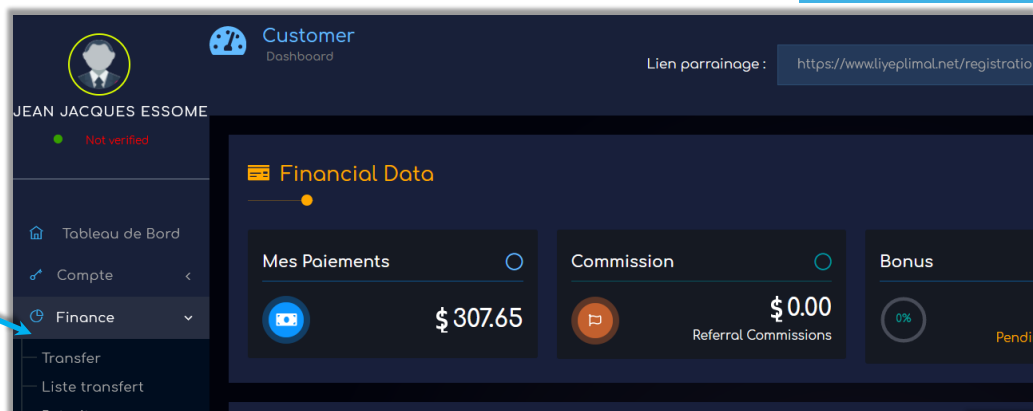 Customer
Dashboard
Lien parrainage :
https://www.liyeplimal.net/registratio
JEAN JACQUES ESSOME
Not verified
Financial Data
Tableau de Bord
Compte
Finance
Transfer
Liste transfert
Mes Paiements
$ 307.65
Commission
$ 0.00
Referral Commissions
Bonus
0%
Pendi